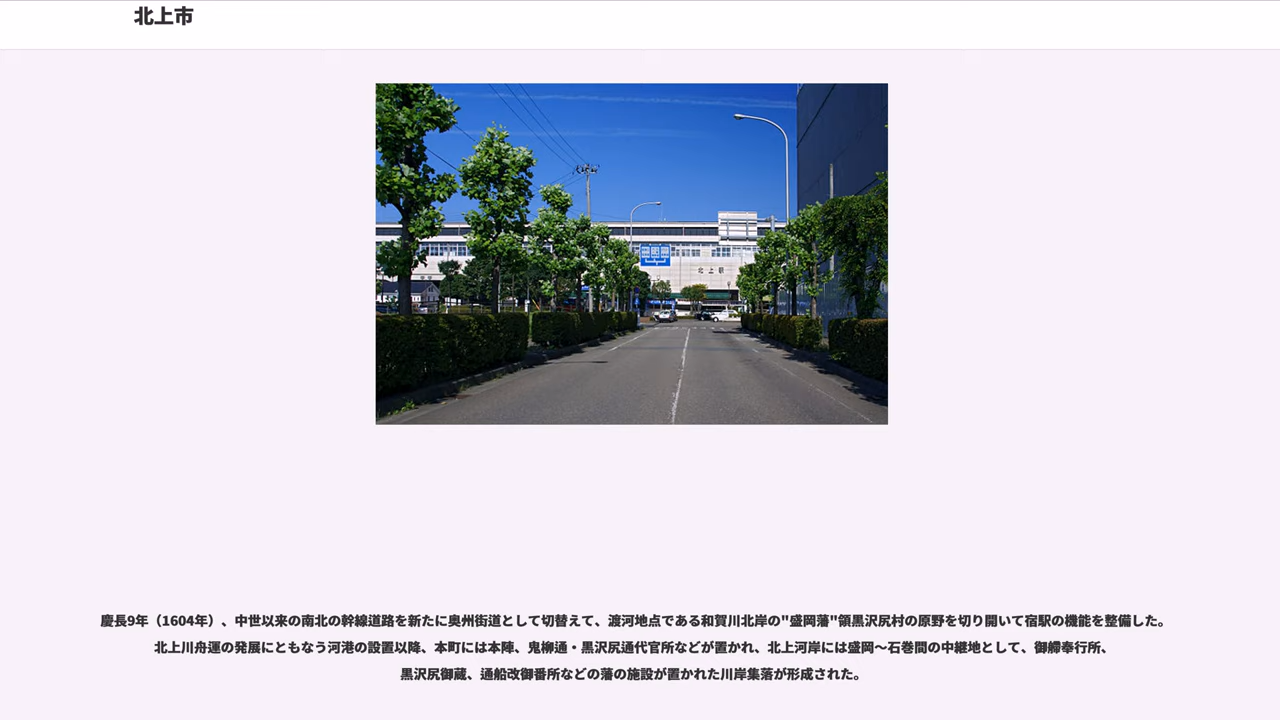 北上市
北上駅
慶長9年（1604年）、中世以来の南北の幹線道路を新たに奥州街道として切替えて、渡河地点である和賀川北岸の"盛岡藩"領黒沢尻村の原野を切り開いて宿駅の機能を整備した。
北上川舟運の発展にともなう河港の設置以降、本町には本陣、鬼柳通・黒沢尻通代官所などが置かれ、北上河岸には盛岡～石巻間の中継地として、御艜奉行所、
黒沢尻御蔵、通船改御番所などの藩の施設が置かれた川岸集落が形成された。